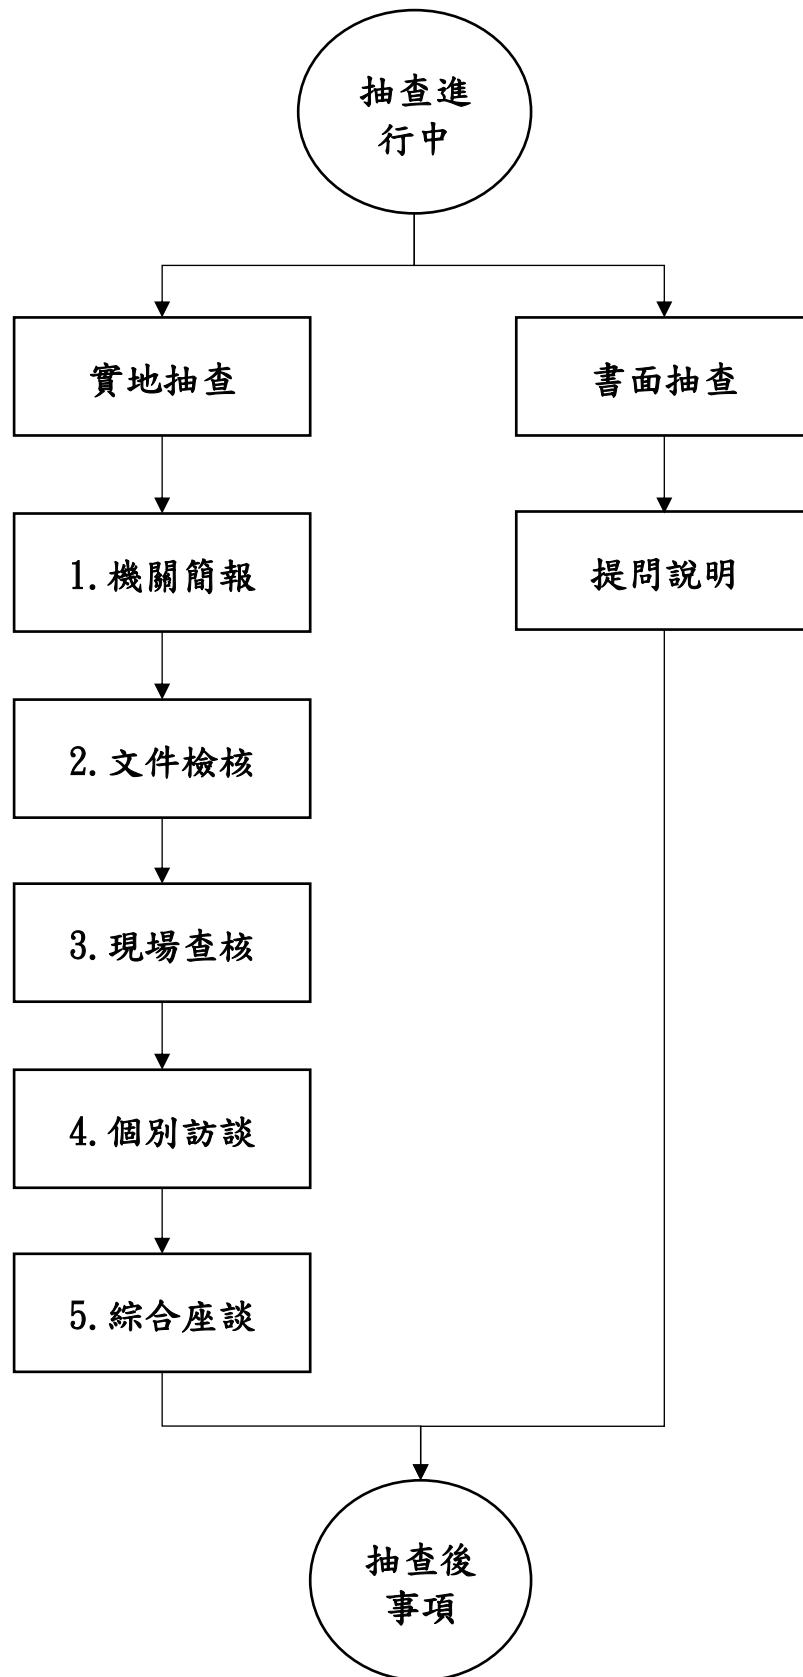 抽查進
行中
實地抽查
書面抽查
1.機關簡報
提問說明
2.文件檢核
3.現場查核
4.個別訪談
5.綜合座談
抽查後
事項